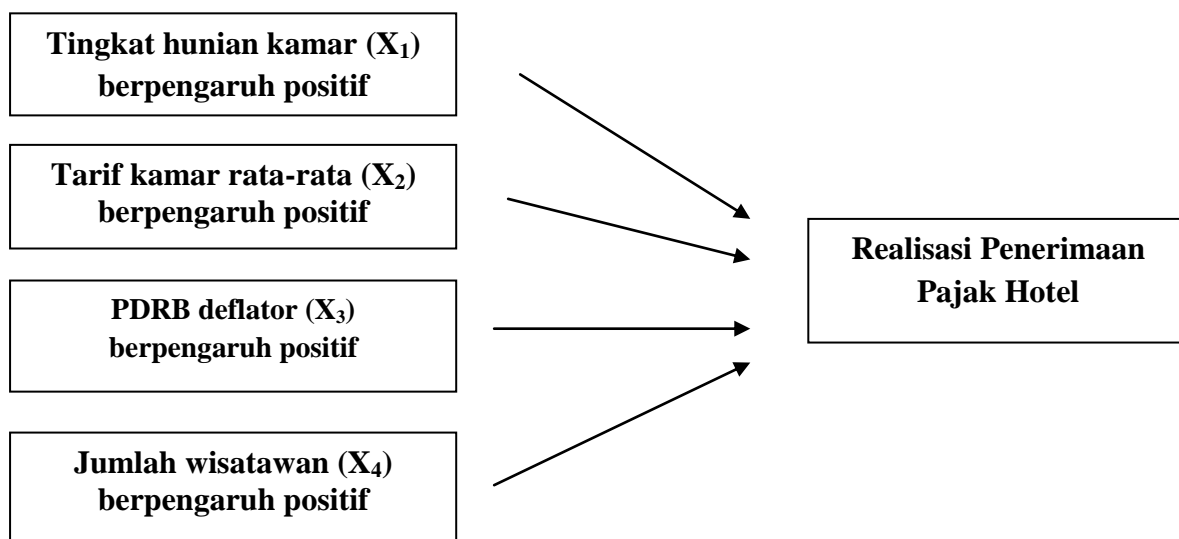 Tingkat hunian kamar (X₁)
berpengaruh positif
Tarif kamar rata-rata (X₂)
berpengaruh positif
PDRB deflator (X₃)
berpengaruh positif
Jumlah wisatawan (X₄)
berpengaruh positif
Realisasi Penerimaan
Pajak Hotel